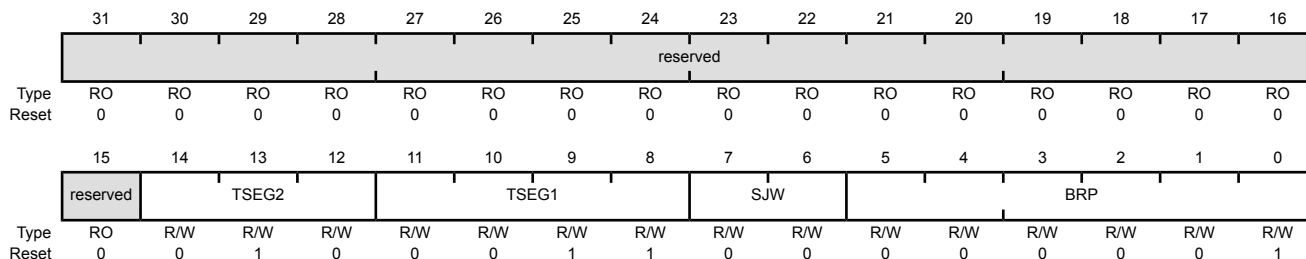 31 30 29 28 27 26 25 24 23 22 21 20 19 18 17 16
reserved
Type RO RO RO RO RO RO RO RO RO RO RO RO RO RO RO RO
Reset 0 0 0 0 0 0 0 0 0 0 0 0 0 0 0 0
15 14 13 12 11 10 9 8 7 6 5 4 3 2 1 0
reserved TSEG2 TSEG1 SJW BRP
Type RO R/W R/W R/W R/W R/W R/W R/W R/W R/W R/W R/W R/W R/W R/W R/W
Reset 0 0 1 0 0 0 1 1 0 0 0 0 0 0 0 1